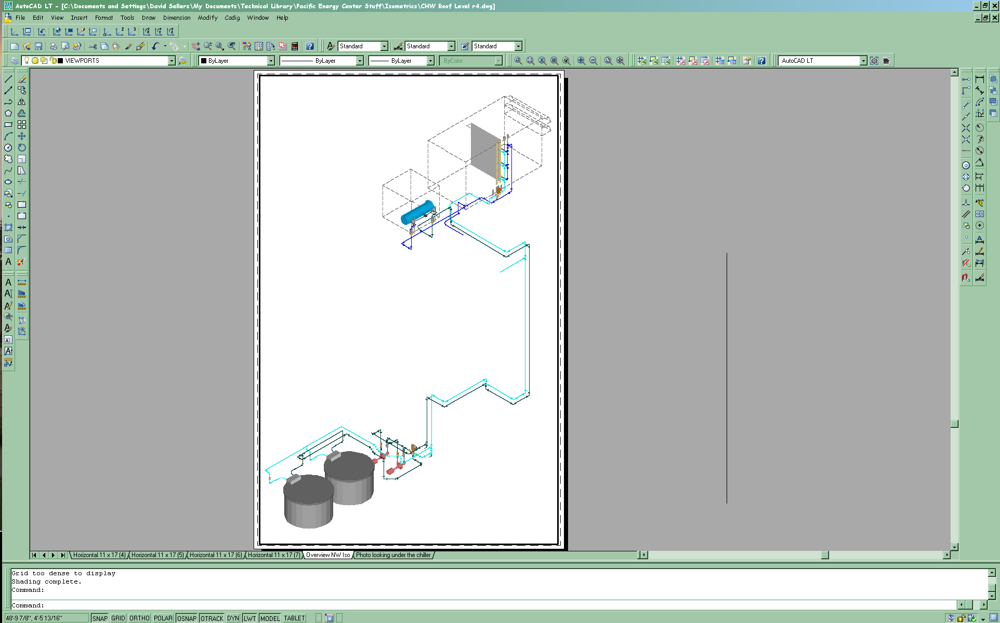 AutoCAD LT - [C:\Documents and Settings\David Sellers\My Documents\Technical Library\Pacific Energy Center Stuff\Isometrics\CHW Roof Level r4.dwg]
File Edit View Insert Format Tools Draw Dimension Modify Cadig Window Help
Standard Standard Standard
VIEWPORTS ByLayer ByLayer ByLayer ByColor AutoCAD LT
Horizontal 11 x 17 (4) Horizontal 11 x 17 (5) Horizontal 11 x 17 (6) Horizontal 11 x 17 (7) Overview NW Iso Photo looking under the chiller
Grid too dense to display
Shading complete.
Command:
Command:
48'-9 7/8", 4'-5 13/16" SNAP GRID ORTHO POLAR OSNAP OTRACK DYN LWT MODEL TABLET